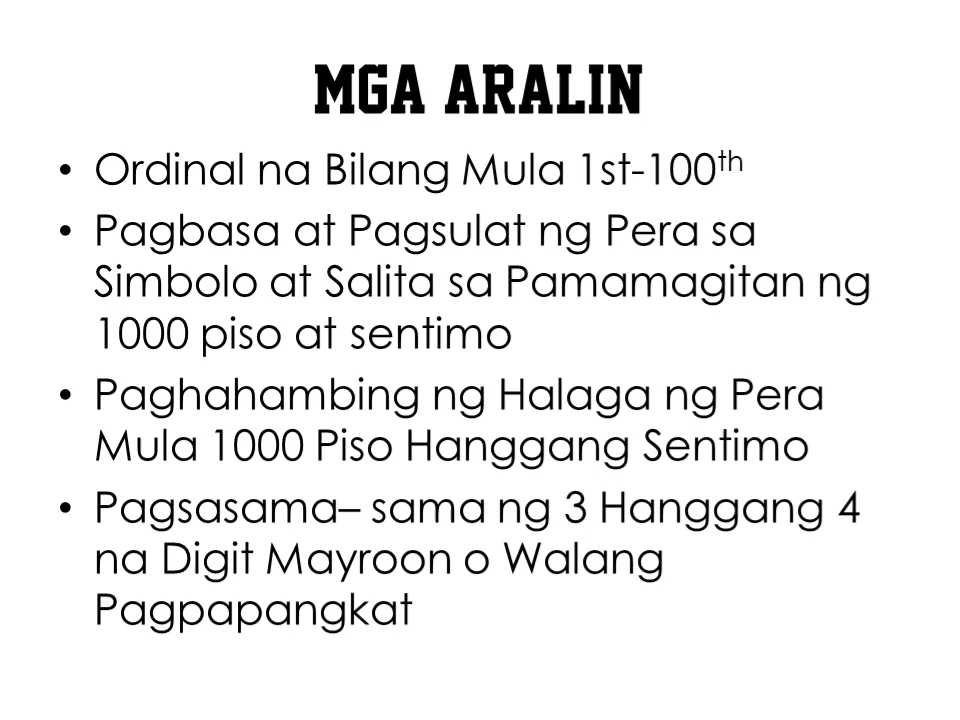 MGA ARALIN
• Ordinal na Bilang Mula 1st-100th
• Pagbasa at Pagsulat ng Pera sa
Simbolo at Salita sa Pamamagitan ng
1000 piso at sentimo
• Paghahambing ng Halaga ng Pera
Mula 1000 Piso Hanggang Sentimo
• Pagsasama– sama ng 3 Hanggang 4
na Digit Mayroon o Walang
Pagpapangkat